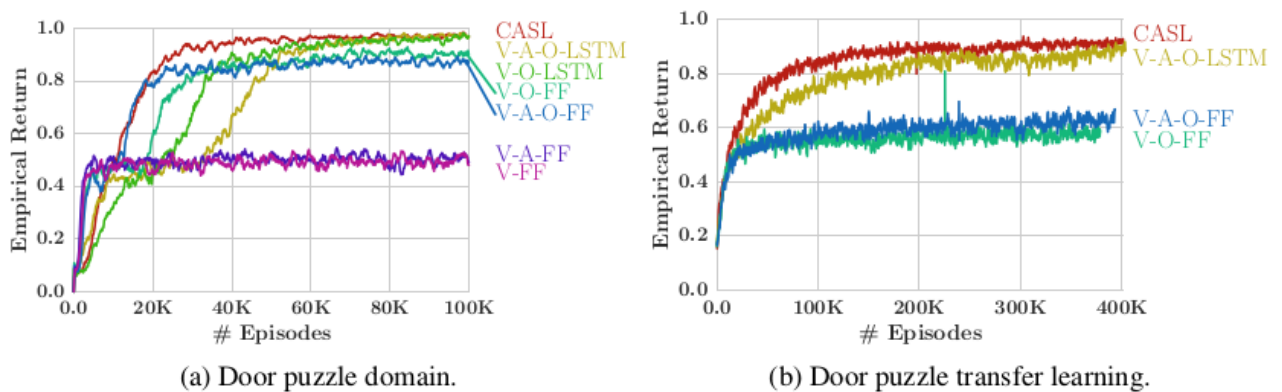 1.0
0.8
0.6
0.4
0.2
0.0
Empirical Return
0.0 20K 40K 60K 80K 100K
# Episodes
CASL
V-A-O-LSTM
V-O-LSTM
V-O-FF
V-A-O-FF
V-A-FF
V-FF
(a) Door puzzle domain.
1.0
0.8
0.6
0.4
0.2
0.0
Empirical Return
0.0 100K 200K 300K 400K
# Episodes
CASL
V-A-O-LSTM
V-A-O-FF
V-O-FF
(b) Door puzzle transfer learning.